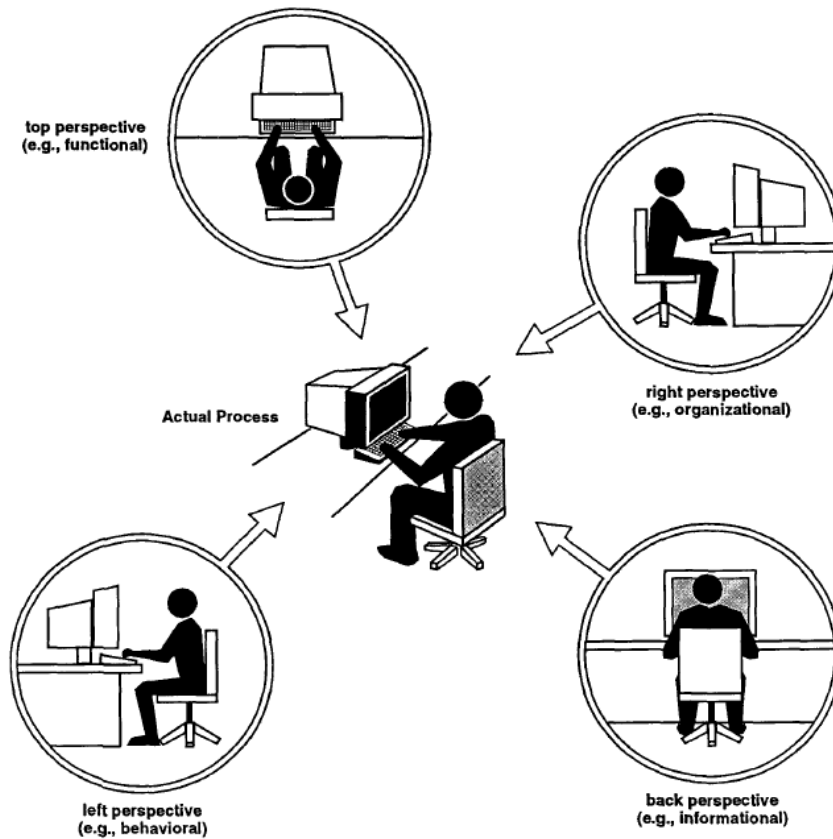 top perspective
(e.g., functional)
right perspective
(e.g., organizational)
Actual Process
left perspective
(e.g., behavioral)
back perspective
(e.g., informational)